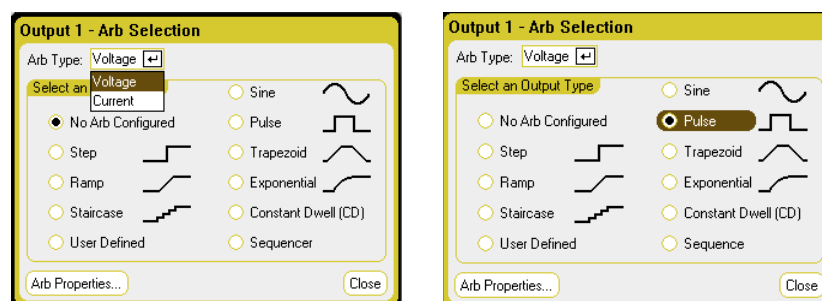 Output 1 - Arb Selection
Arb Type: Voltage
Voltage
Current
Select an
Sine
No Arb Configured
Pulse
Step
Trapezoid
Ramp
Exponential
Staircase
Constant Dwell (CD)
User Defined
Sequencer
Arb Properties...
Close
Output 1 - Arb Selection
Arb Type: Voltage
Select an Output Type
Sine
No Arb Configured
Pulse
Step
Trapezoid
Ramp
Exponential
Staircase
Constant Dwell (CD)
User Defined
Sequence
Arb Properties...
Close